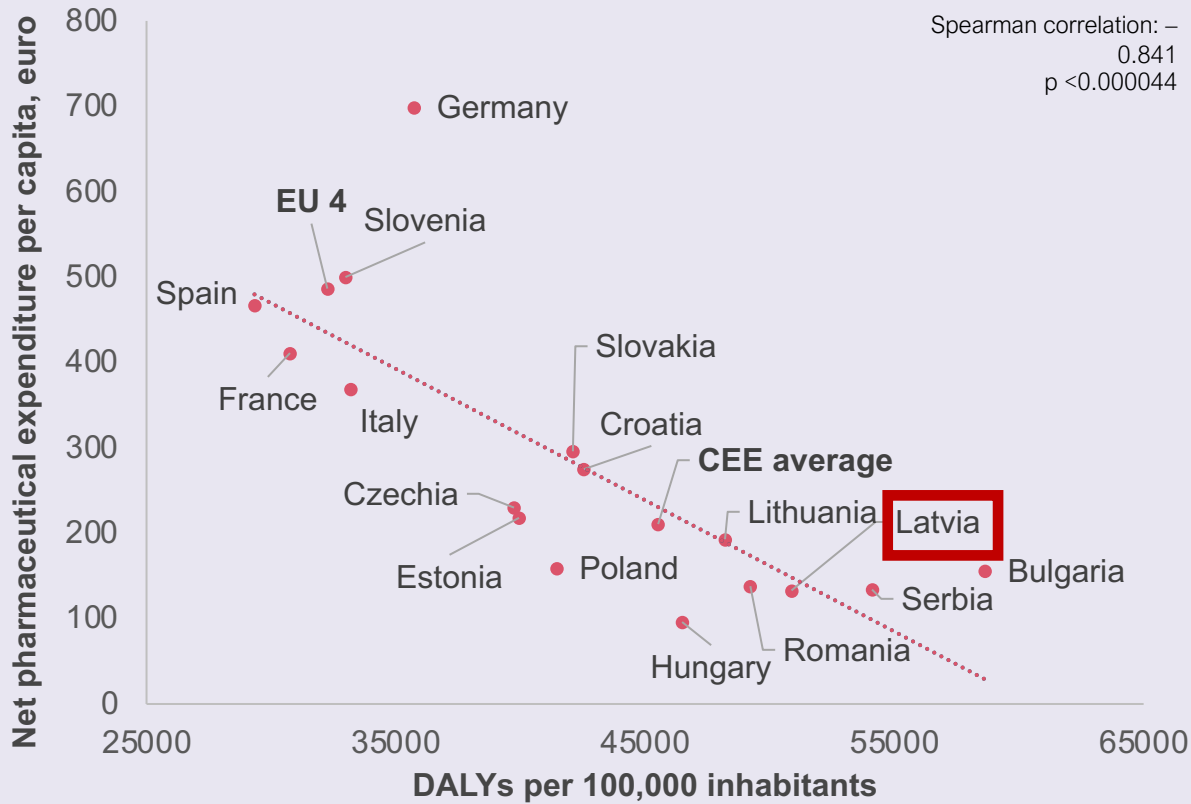 Spearman correlation: –
0.841
p <0.000044
Net pharmaceutical expenditure per capita, euro
800
700
600
500
400
300
200
100
0
Germany
EU 4
Slovenia
Spain
France
Italy
Slovakia
Croatia
CEE average
Czechia
Estonia
Poland
Lithuania
Latvia
Bulgaria
Serbia
Romania
Hungary
25000
35000
45000
55000
65000
DALYs per 100,000 inhabitants